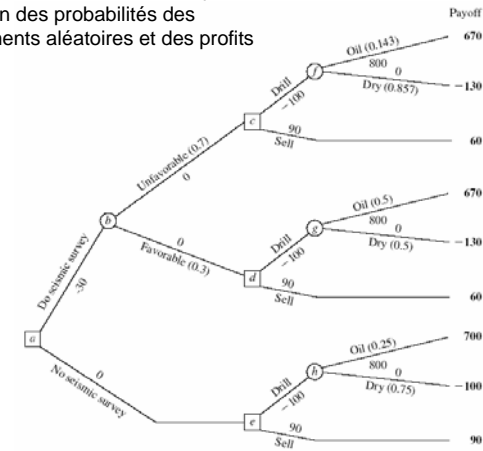 n des probabilités des
nents aléatoires et des profits
Payoff
Oil (0.143)
670
f
800
0
Drill
Dry (0.857)
−130
−100
c
90
Sell
60
Unfavorable (0.7)
0
670
Oil (0.5)
b
g
800
0
0
Drill
Dry (0.5)
−130
Favorable (0.3)
−100
d
90
Sell
60
Do seismic survey
-30
a
700
Oil (0.25)
0
h
800
0
No seismic survey
Drill
Dry (0.75)
−100
−100
e
90
Sell
90